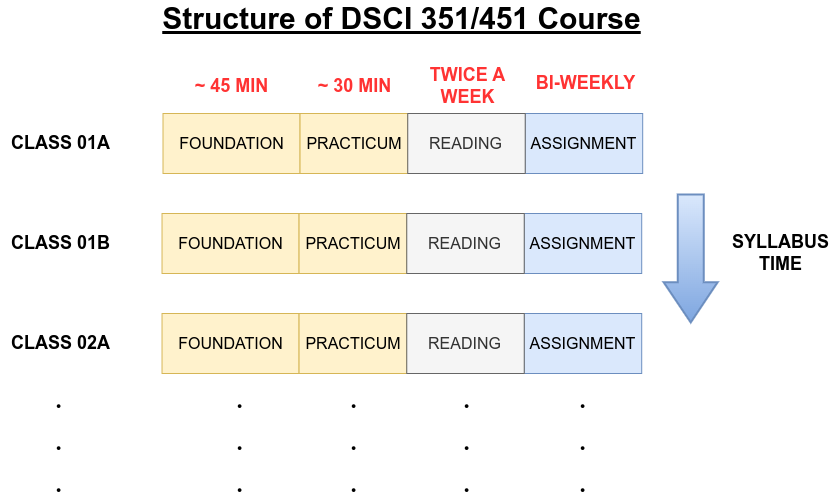 Structure of DSCI 351/451 Course
~ 45 MIN
~ 30 MIN
TWICE A
WEEK
BI-WEEKLY
CLASS 01A
FOUNDATION
PRACTICUM
READING
ASSIGNMENT
CLASS 01B
FOUNDATION
PRACTICUM
READING
ASSIGNMENT
SYLLABUS
TIME
CLASS 02A
FOUNDATION
PRACTICUM
READING
ASSIGNMENT